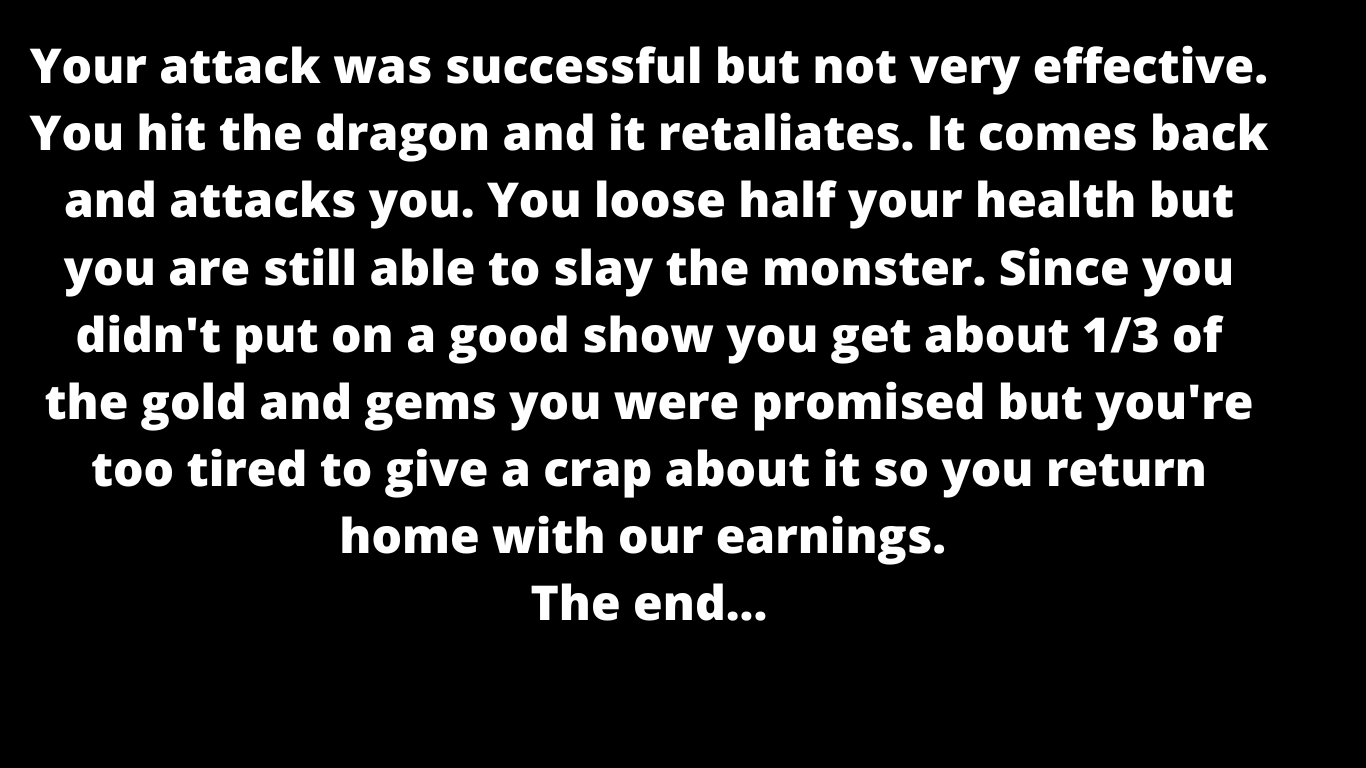 Your attack was successful but not very effective.
You hit the dragon and it retaliates. It comes back
and attacks you. You loose half your health but
you are still able to slay the monster. Since you
didn't put on a good show you get about 1/3 of
the gold and gems you were promised but you're
too tired to give a crap about it so you return
home with our earnings.
The end...